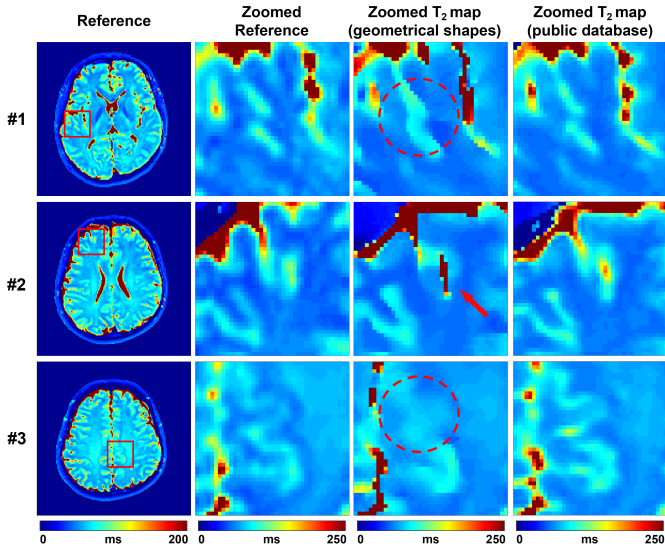 Reference
Zoomed Reference
Zoomed T₂ map (geometrical shapes)
Zoomed T₂ map (public database)
#1
#2
#3
0 ms 200
0 ms 250
0 ms 250
0 ms 250